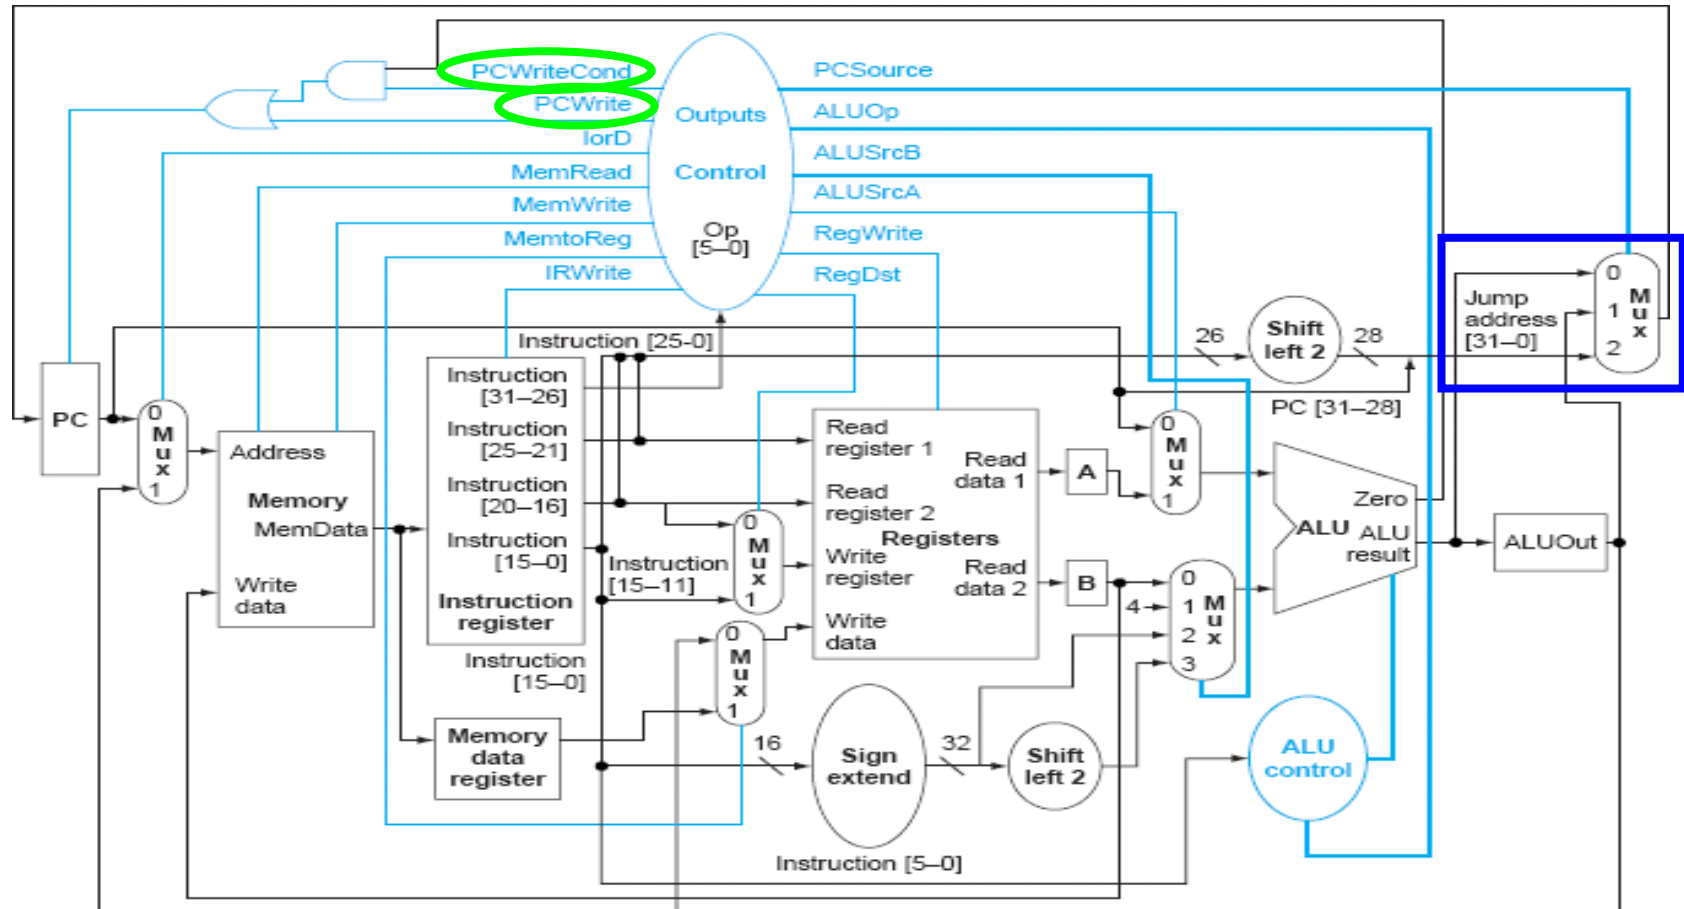 PCWriteCond
PCWrite
IorD
MemRead
MemWrite
MemtoReg
IRWrite
Outputs
Control
Op
[5–0]
PCSource
ALUOp
ALUSrcB
ALUSrcA
RegWrite
RegDst
0
1
2
M
u
x
Jump
address
[31–0]
Instruction [25-0]
26
Shift
left 2
28
PC [31–28]
PC
0
M
u
x
1
Address
Memory
MemData
Write
data
Instruction
[31–26]
Instruction
[25–21]
Instruction
[20–16]
Instruction
[15–0]
Instruction
register
Instruction
[15–0]
Instruction
[15–11]
0
M
u
x
1
0
M
u
x
1
Memory
data
register
Read
register 1
Read
register 2
Registers
Write
register
Write
data
Read
data 1
Read
data 2
A
B
0
M
u
x
1
4
0
1
2
3
M
u
x
Zero
ALU
ALU
result
ALUOut
16
Sign
extend
32
Shift
left 2
ALU
control
Instruction [5–0]